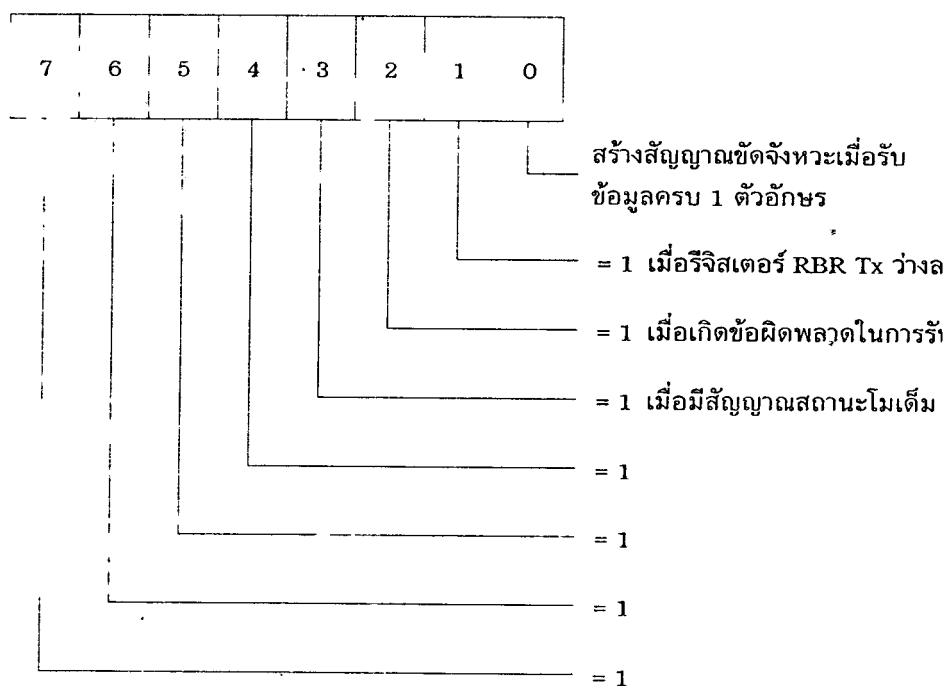 7 6 5 4 3 2 1 0
สร้างสัญญาณขัดจังหวะเมื่อรับ
ข้อมูลครบ 1 ตัวอักษร
= 1 เมื่อรีจิสเตอร์ RBR Tx ว่างล
= 1 เมื่อเกิดข้อผิดพลาดในการรับ
= 1 เมื่อมีสัญญาณสถานะโมเด็ม
= 1
= 1
= 1
= 1